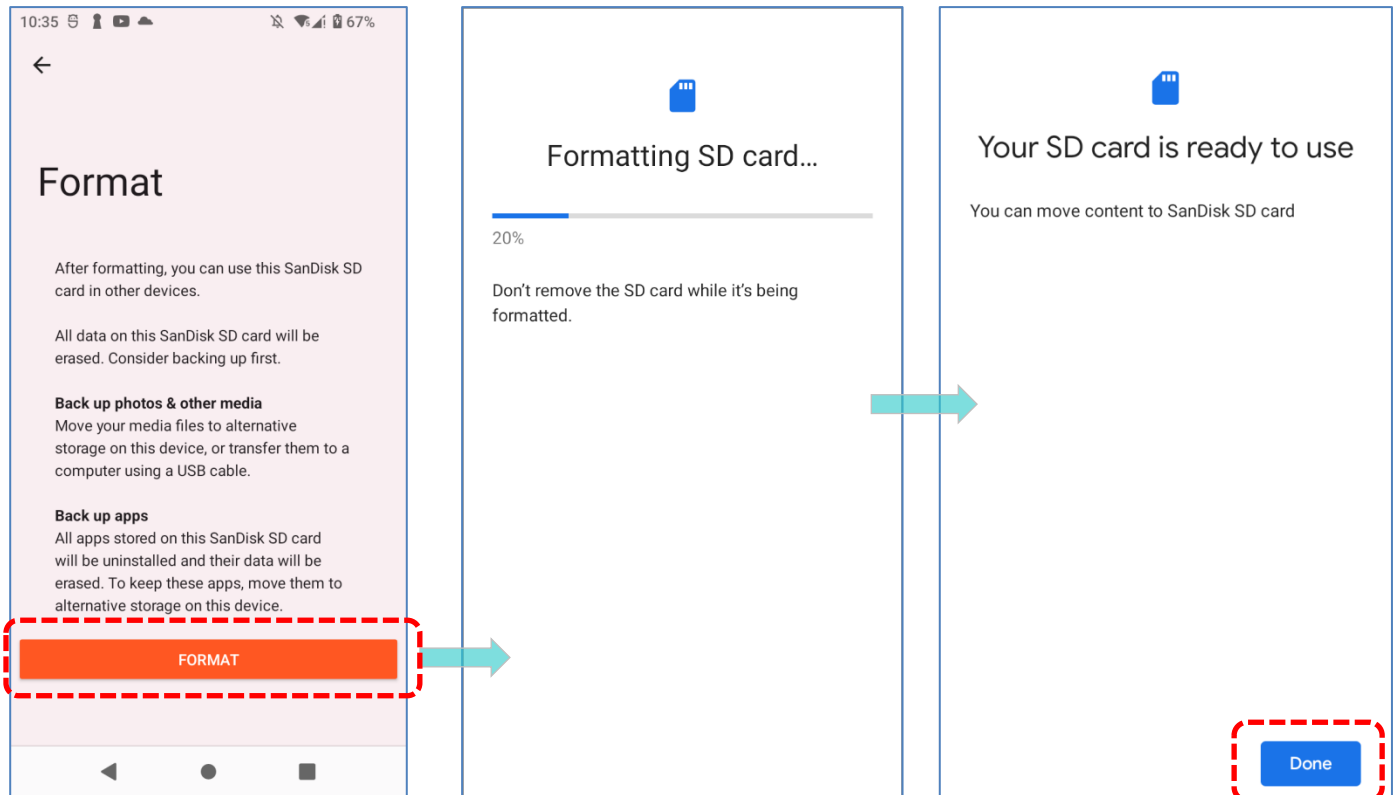 10:35
67%
Format
After formatting, you can use this SanDisk SD
card in other devices.
All data on this SanDisk SD card will be
erased. Consider backing up first.
Back up photos & other media
Move your media files to alternative
storage on this device, or transfer them to a
computer using a USB cable.
Back up apps
All apps stored on this SanDisk SD card
will be uninstalled and their data will be
erased. To keep these apps, move them to
alternative storage on this device.
FORMAT
Formatting SD card…
20%
Don’t remove the SD card while it’s being
formatted.
Your SD card is ready to use
You can move content to SanDisk SD card
Done